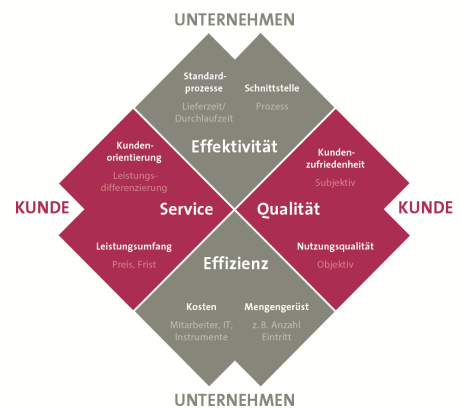 UNTERNEHMEN
Standard-
prozesse
Lieferzeit/
Durchlaufzeit
Schnittstelle
Prozess
Effektivität
Kunden-
orientierung
Leistungs-
differenzierung
Kunden-
zufriedenheit
Subjektiv
KUNDE
Service
Qualität
KUNDE
Leistungsumfang
Preis, Frist
Nutzungsqualität
Objektiv
Effizienz
Kosten
Mitarbeiter, IT,
Instrumente
Mengengerüst
z. B. Anzahl
Eintritt
UNTERNEHMEN